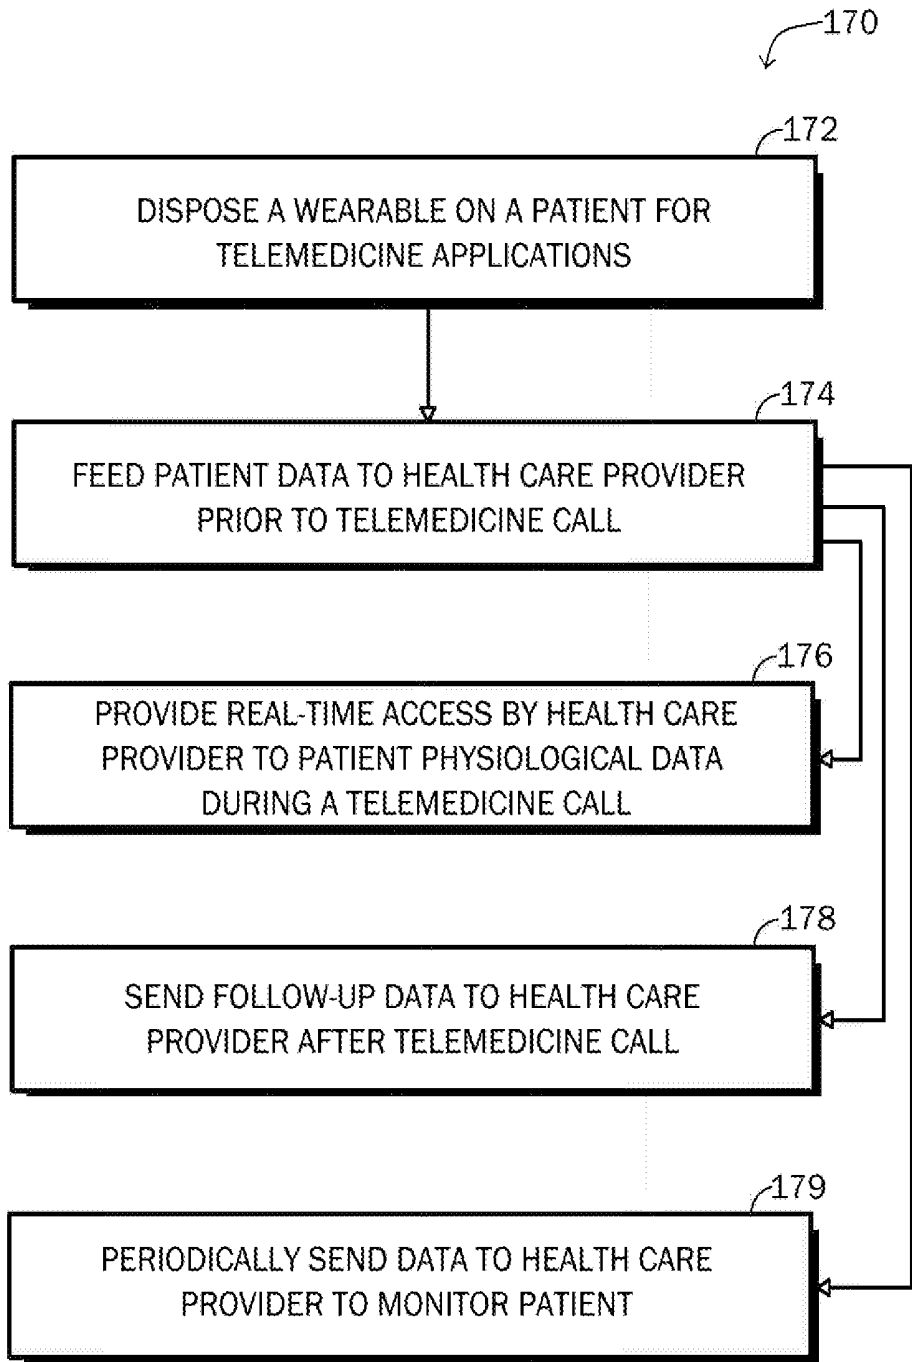 170
172
DISPOSE A WEARABLE ON A PATIENT FOR
TELEMEDICINE APPLICATIONS
174
FEED PATIENT DATA TO HEALTH CARE PROVIDER
PRIOR TO TELEMEDICINE CALL
176
PROVIDE REAL-TIME ACCESS BY HEALTH CARE
PROVIDER TO PATIENT PHYSIOLOGICAL DATA
DURING A TELEMEDICINE CALL
178
SEND FOLLOW-UP DATA TO HEALTH CARE
PROVIDER AFTER TELEMEDICINE CALL
179
PERIODICALLY SEND DATA TO HEALTH CARE
PROVIDER TO MONITOR PATIENT